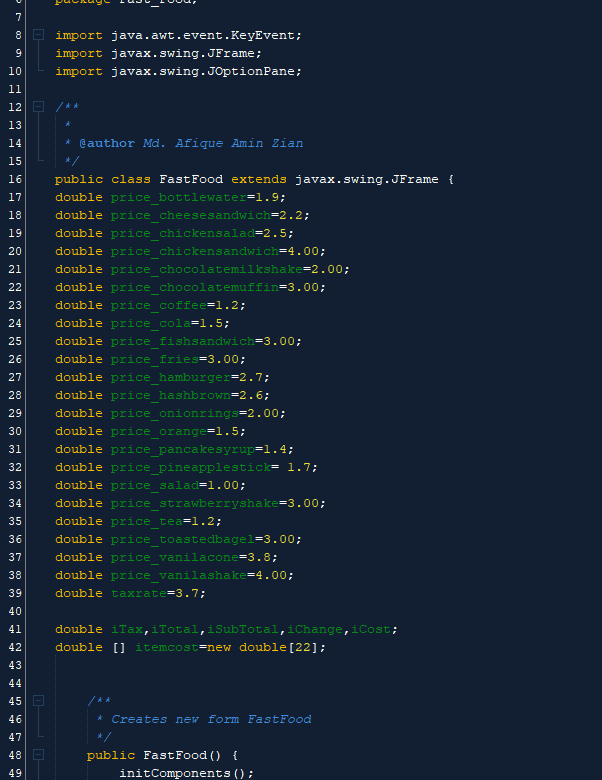 6 package fast_food;
7
8 import java.awt.event.KeyEvent;
9 import javax.swing.JFrame;
10 import javax.swing.JOptionPane;
11
12 /**
13 *
14 * @author Md. Afique Amin Zian
15 */
16 public class FastFood extends javax.swing.JFrame {
17 double price_bottlewater=1.9;
18 double price_cheesesandwich=2.2;
19 double price_chickensalad=2.5;
20 double price_chickensandwich=4.00;
21 double price_chocolatemilkshake=2.00;
22 double price_chocolatemuffin=3.00;
23 double price_coffee=1.2;
24 double price_cola=1.5;
25 double price_fishsandwich=3.00;
26 double price_fries=3.00;
27 double price_hamburger=2.7;
28 double price_hashbrown=2.6;
29 double price_onionrings=2.00;
30 double price_orange=1.5;
31 double price_pancakesyrup=1.4;
32 double price_pineapplestick= 1.7;
33 double price_salad=1.00;
34 double price_strawberryshake=3.00;
35 double price_tea=1.2;
36 double price_toastedbagel=3.00;
37 double price_vanilacone=3.8;
38 double price_vanilashake=4.00;
39 double taxrate=3.7;
40
41 double iTax,iTotal,iSubTotal,iChange,iCost;
42 double [] itemcost=new double[22];
43
44
45 /**
46 * Creates new form FastFood
47 */
48 public FastFood() {
49 initComponents();